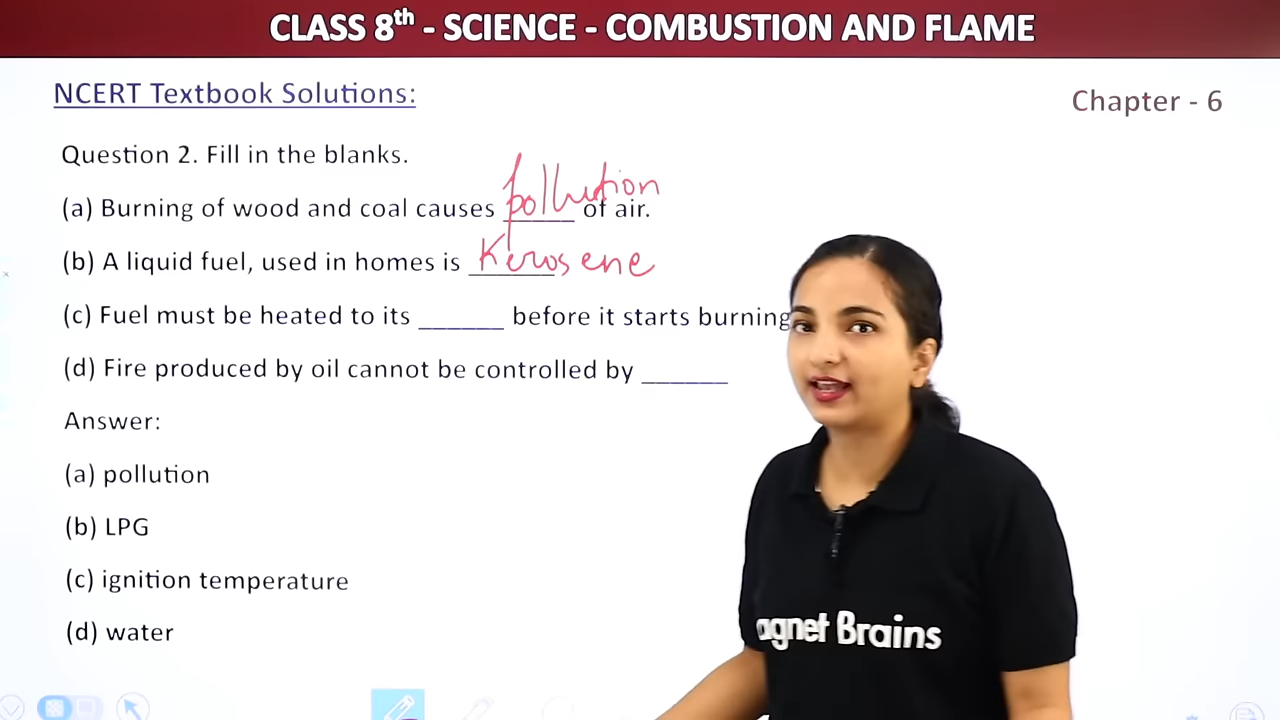 CLASS 8th - SCIENCE - COMBUSTION AND FLAME
NCERT Textbook Solutions:
Chapter - 6
Question 2. Fill in the blanks.
(a) Burning of wood and coal causes pollution of air.
(b) A liquid fuel, used in homes is Kerosene
(c) Fuel must be heated to its ______ before it starts burning
(d) Fire produced by oil cannot be controlled by ______
Answer:
(a) pollution
(b) LPG
(c) ignition temperature
(d) water
agnet Brains